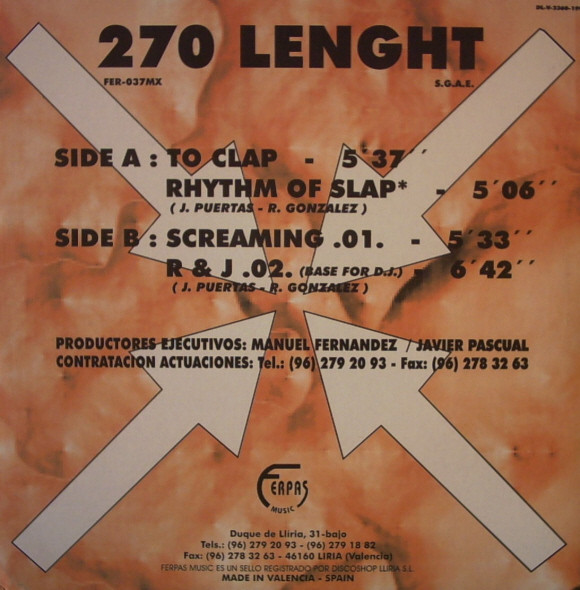 270 LENGHT
FER-037MX
S.G.A.E.
SIDE A : TO CLAP - 5´37´´
RHYTHM OF SLAP* - 5´06´´
( J. PUERTAS - R. GONZALEZ )
SIDE B : SCREAMING .01. - 5´33´´
R & J .02. (BASE FOR D.J.) - 6´42´´
( J. PUERTAS - R. GONZALEZ )
PRODUCTORES EJECUTIVOS: MANUEL FERNANDEZ / JAVIER PASCUAL
CONTRATACION ACTUACIONES: Tel.: (96) 279 20 93 - Fax: (96) 278 32 63
FERPAS
MUSIC
Duque de Lliria, 31-bajo
Tels.: (96) 279 20 93 - (96) 279 18 82
Fax: (96) 278 32 63 - 46160 LIRIA (Valencia)
FERPAS MUSIC ES UN SELLO REGISTRADO POR DISCOSHOP LLIRIA S.L.
MADE IN VALENCIA - SPAIN